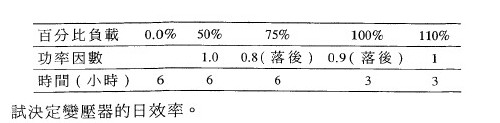 百分比負載 0.0% 50% 75% 100% 110%
功率因數 1.0 0.8(落後) 0.9(落後) 1
時間(小時) 6 6 6 3 3
試決定變壓器的日效率。